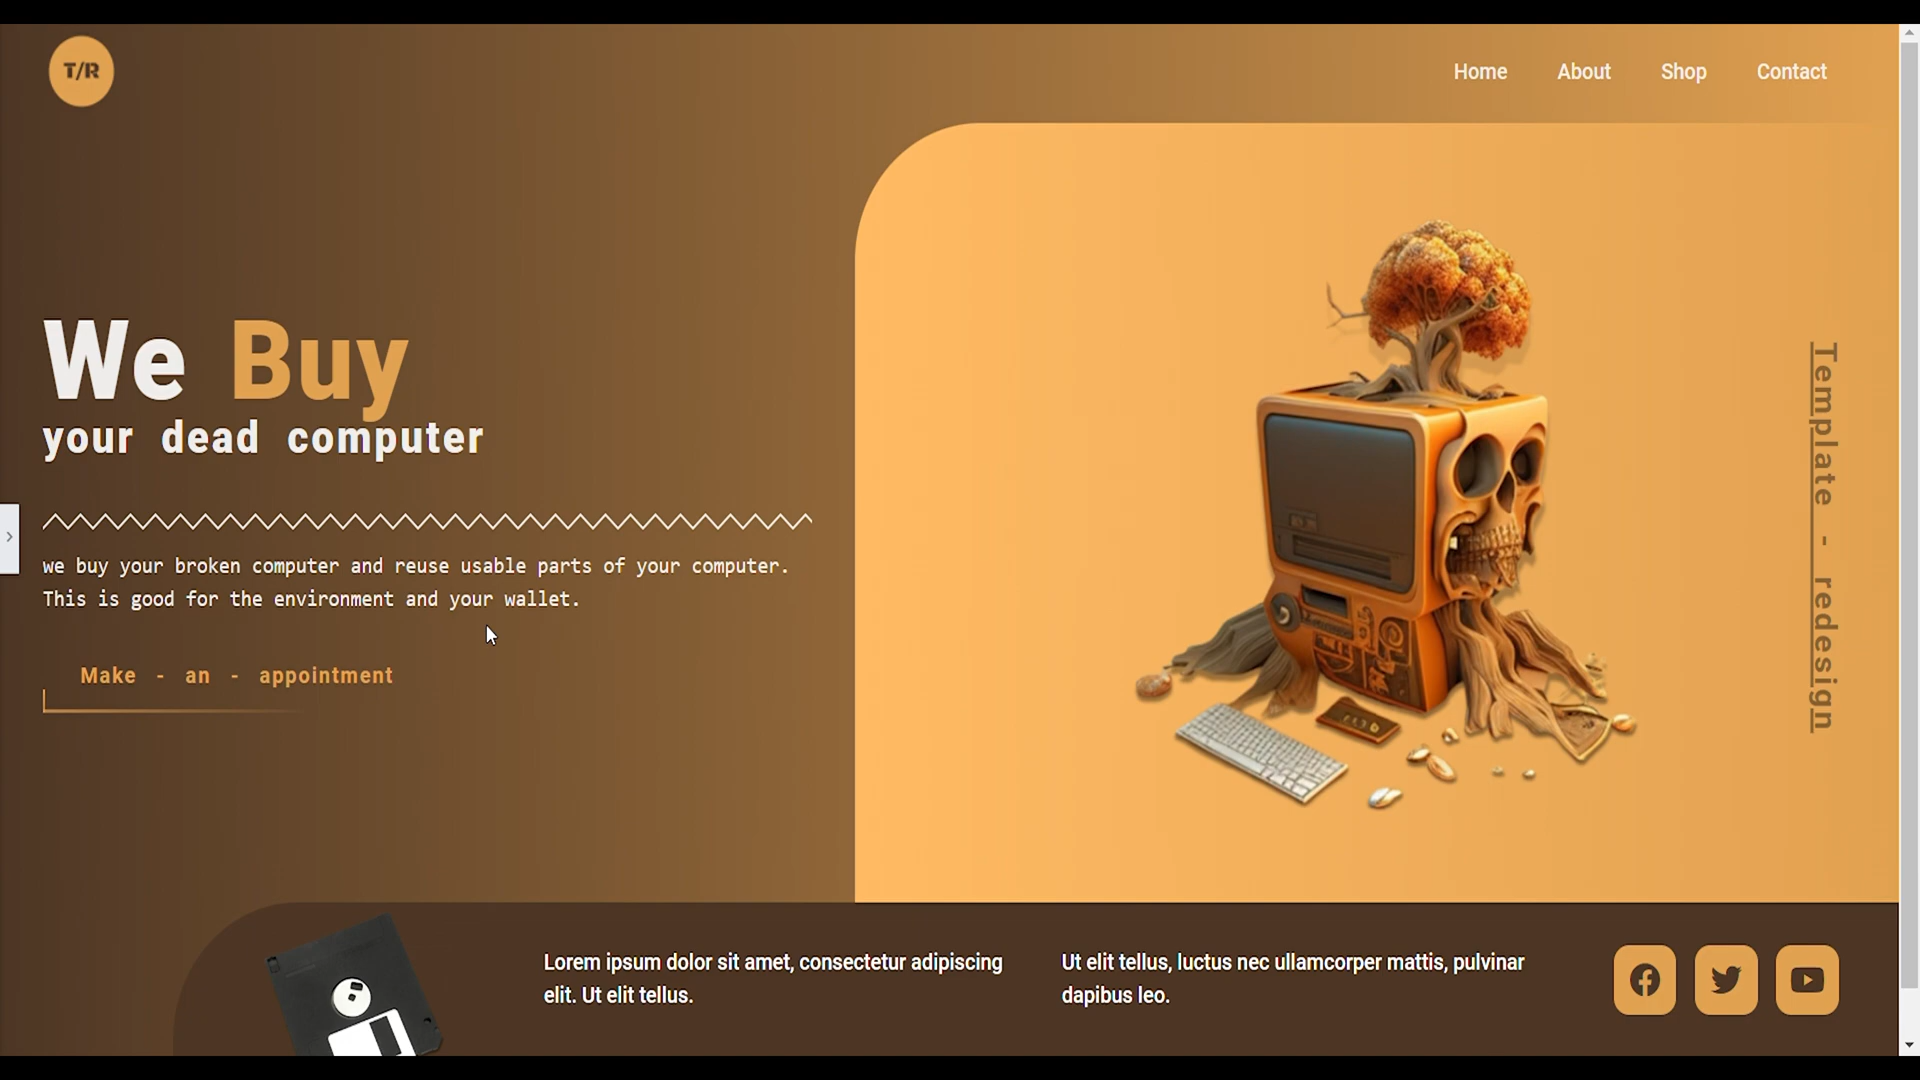 T/R
Home
About
Shop
Contact
We Buy
your dead computer
we buy your broken computer and reuse usable parts of your computer.
This is good for the environment and your wallet.
Make - an - appointment
Template - redesign
Lorem ipsum dolor sit amet, consectetur adipiscing
elit. Ut elit tellus.
Ut elit tellus, luctus nec ullamcorper mattis, pulvinar
dapibus leo.